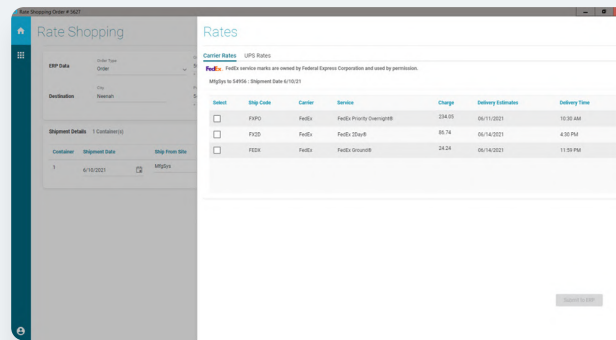 Rate Shopping Order # 5627
Rate Shopping
ERP Data
Order Type
Order
Destination
City
Neenah
Shipment Details 1 Container(s)
Container Shipment Date Ship From Site
1 6/10/2021 MfgSys
Rates
Carrier Rates UPS Rates
FedEx. FedEx service marks are owned by Federal Express Corporation and used by permission.
MfgSys to 54956 : Shipment Date 6/10/21
Select Ship Code Carrier Service Charge Delivery Estimates Delivery Time
FXPO FedEx FedEx Priority Overnight® 234.05 06/11/2021 10:30 AM
FX2D FedEx FedEx 2Day® 86.74 06/14/2021 4:30 PM
FEDX FedEx FedEx Ground® 24.24 06/14/2021 11:59 PM
Submit to ERP